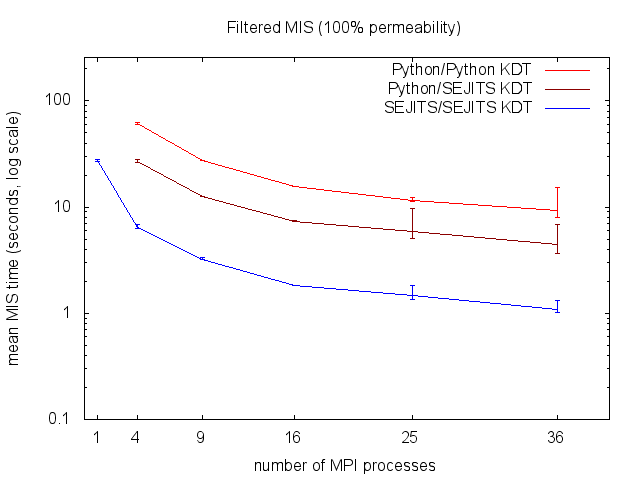 Filtered MIS (100% permeability)
Python/Python KDT
Python/SEJITS KDT
SEJITS/SEJITS KDT
mean MIS time (seconds, log scale)
100
10
1
0.1
1 4 9 16 25 36
number of MPI processes